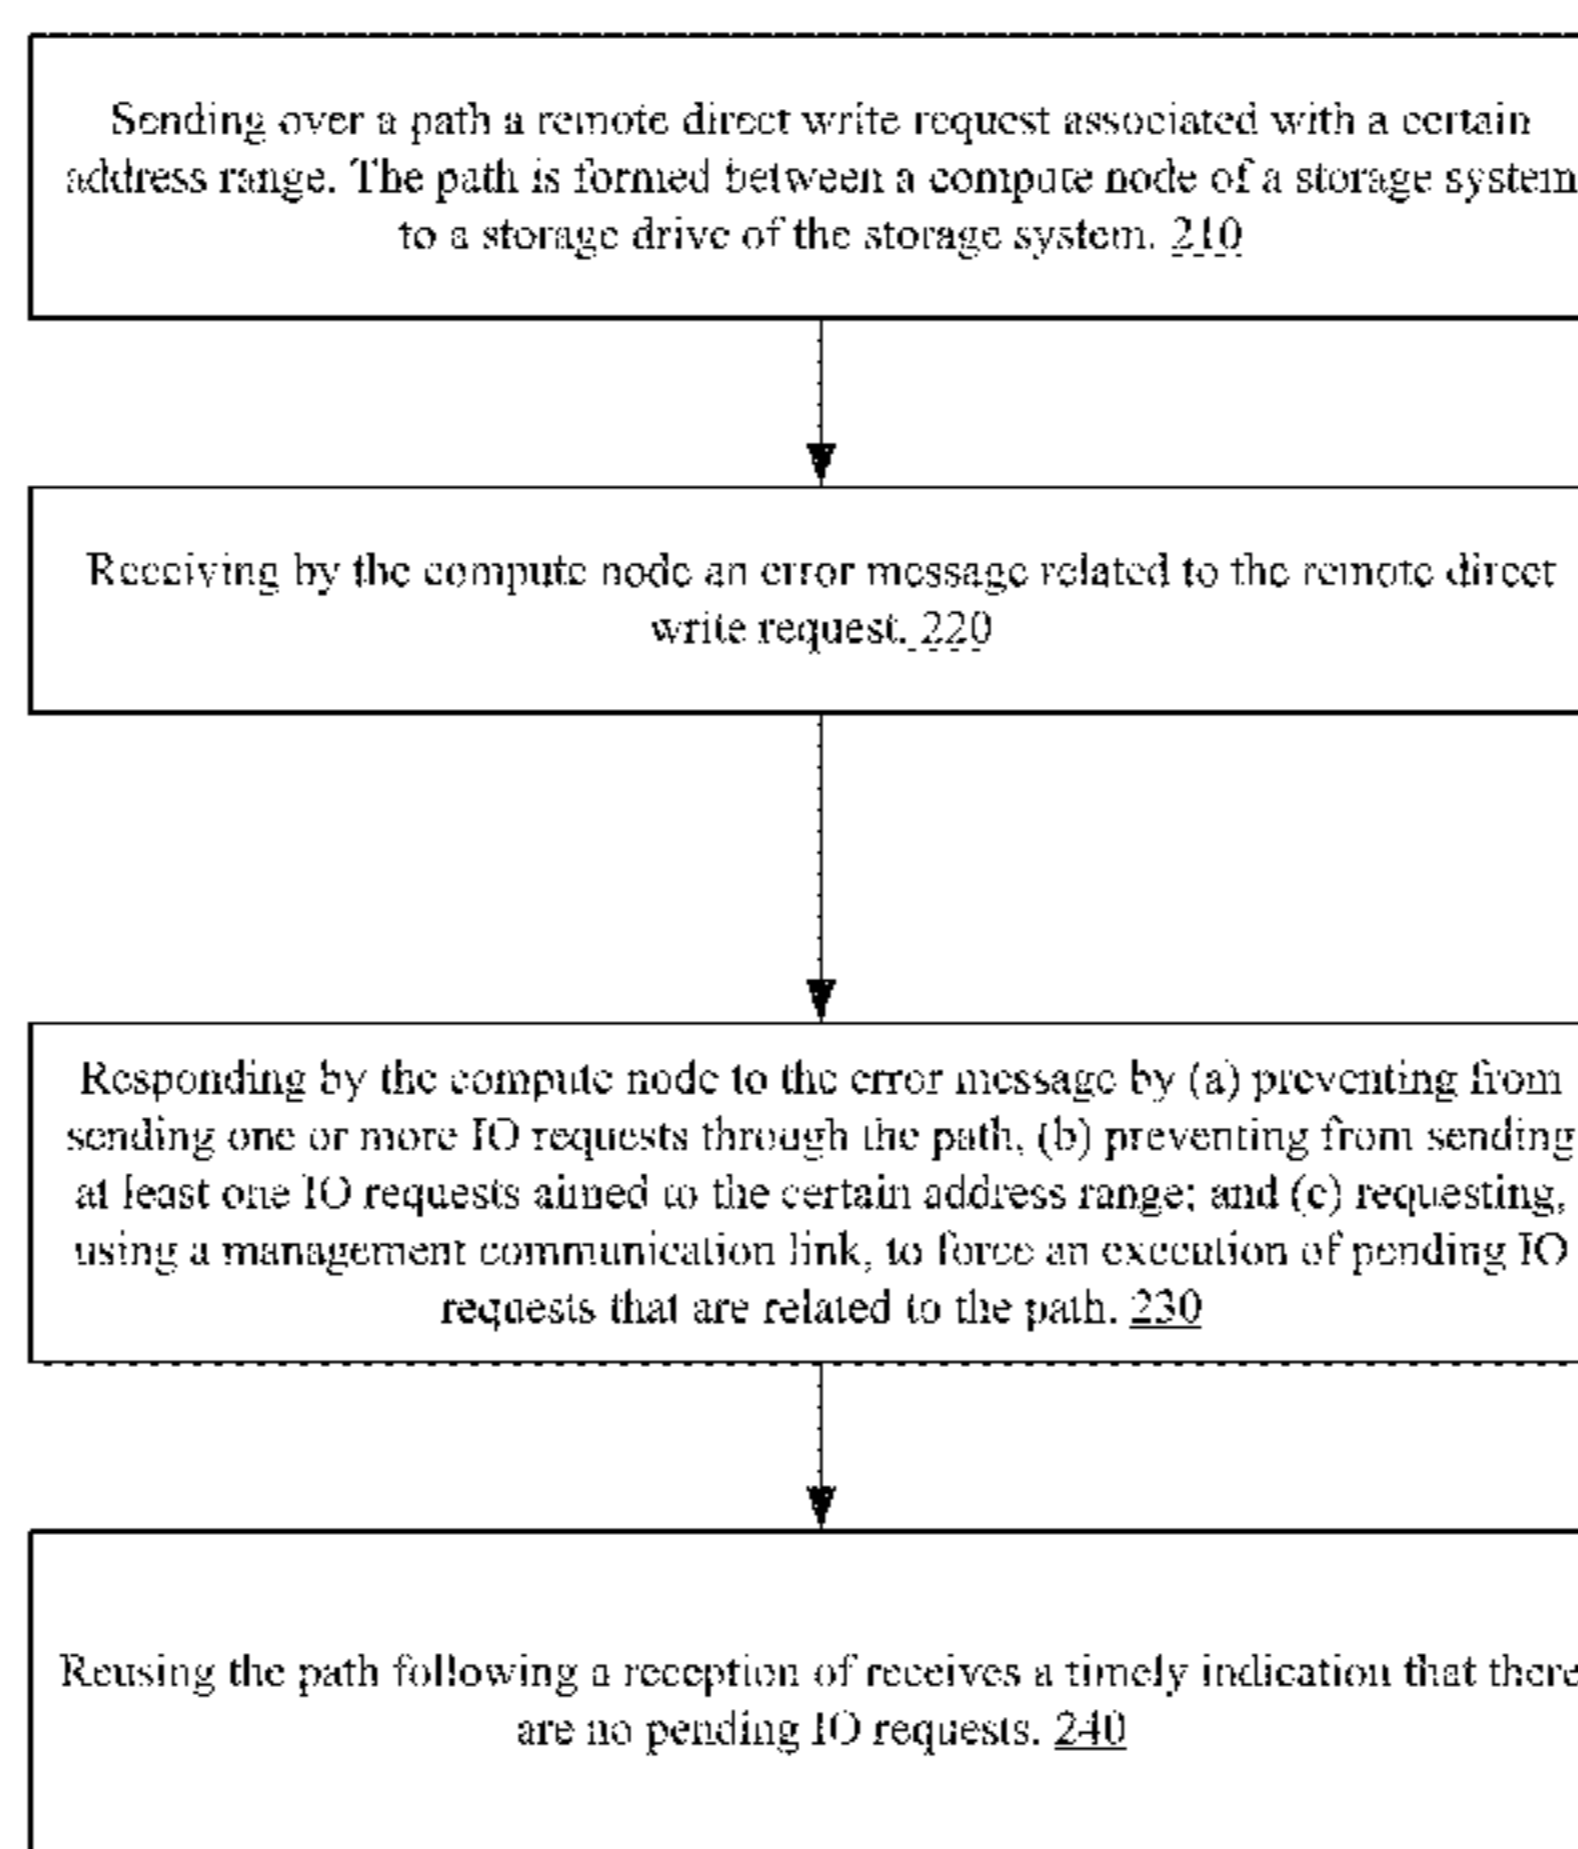 Sending over a path a remote direct write request associated with a certain
address range. The path is formed between a compute node of a storage system
to a storage drive of the storage system. 210
Receiving by the compute node an error message related to the remote direct
write request. 220
Responding by the compute node to the error message by (a) preventing from
sending one or more IO requests through the path, (b) preventing from sending
at least one IO requests aimed to the certain address range; and (c) requesting,
using a management communication link, to force an execution of pending IO
requests that are related to the path. 230
Reusing the path following a reception of receives a timely indication that there
are no pending IO requests. 240